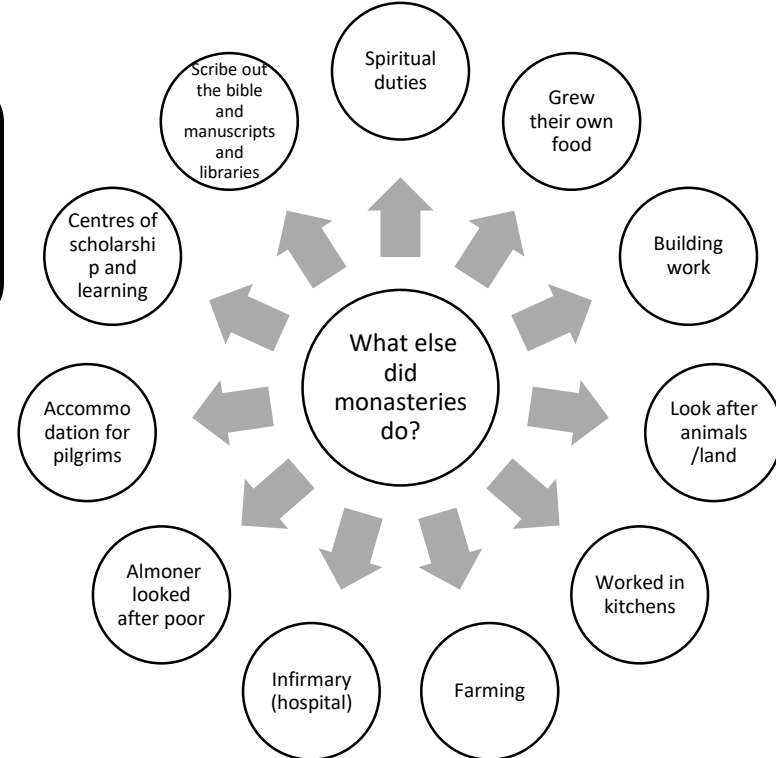 What else
did
monasteries
do?
Spiritual
duties
Grew
their own
food
Building
work
Look after
animals
/land
Worked in
kitchens
Farming
Infirmary
(hospital)
Almoner
looked
after poor
Accommo
dation for
pilgrims
Centres of
scholarshi
p and
learning
Scribe out
the bible
and
manuscripts
and
libraries